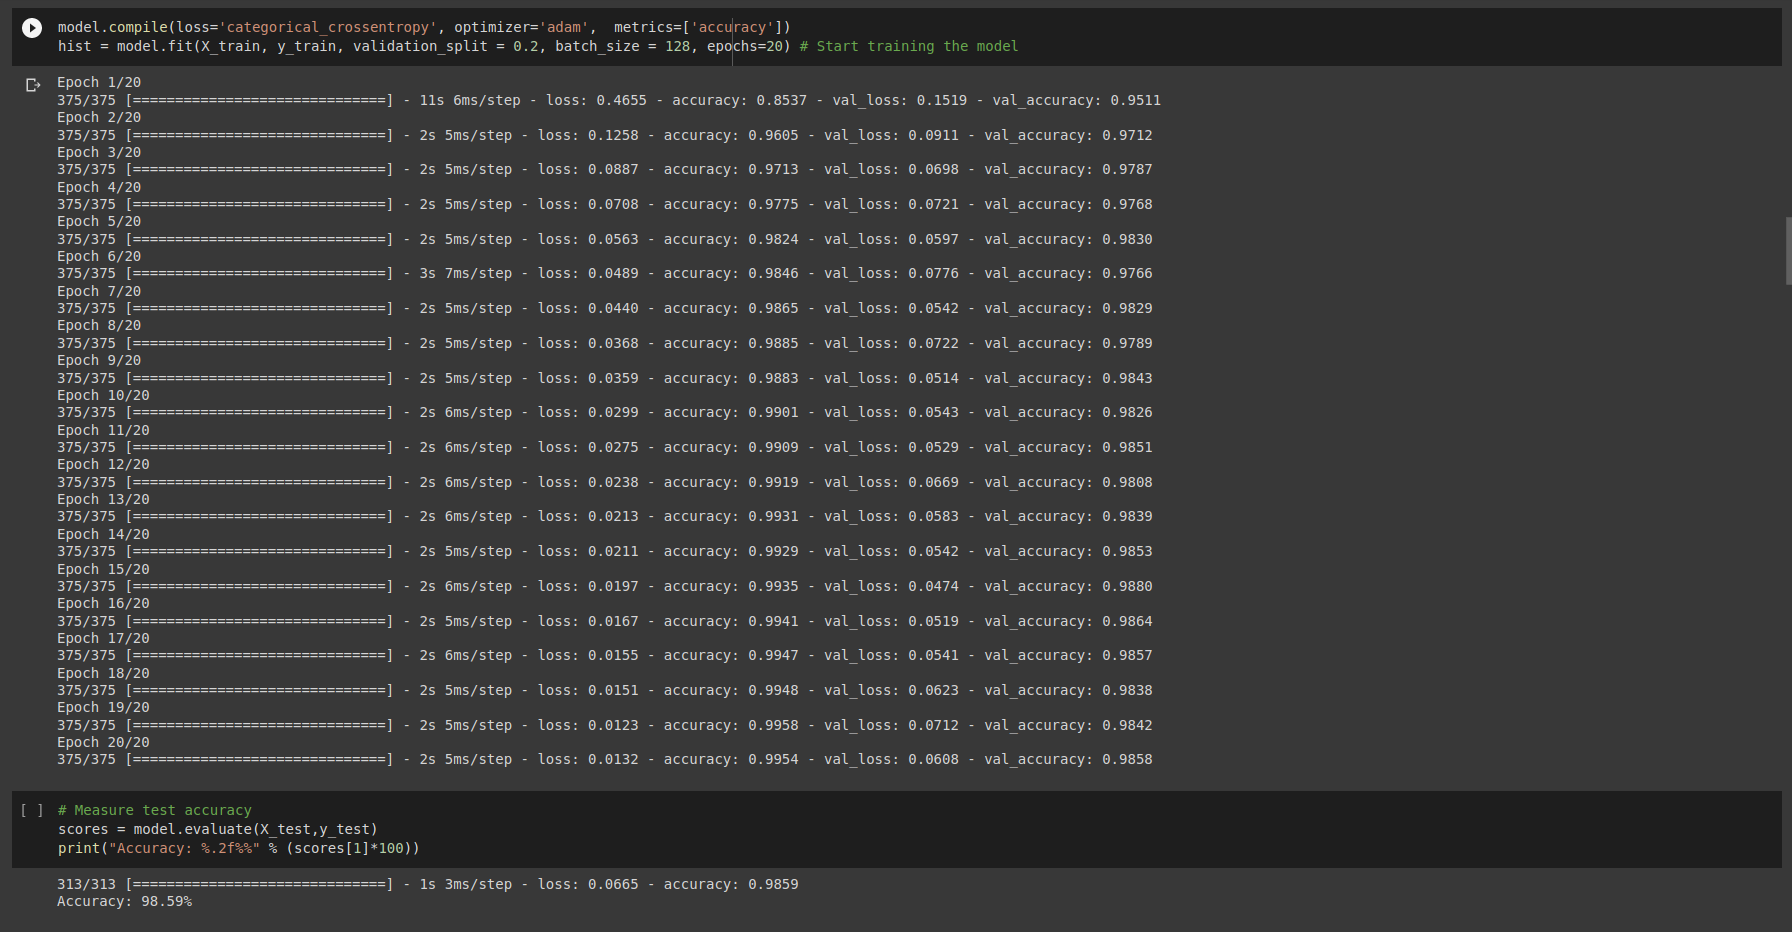 model.compile(loss='categorical_crossentropy', optimizer='adam',  metrics=['accuracy'])
hist = model.fit(X_train, y_train, validation_split = 0.2, batch_size = 128, epochs=20) # Start training the model
Epoch 1/20
375/375 [==============================] - 11s 6ms/step - loss: 0.4655 - accuracy: 0.8537 - val_loss: 0.1519 - val_accuracy: 0.9511
Epoch 2/20
375/375 [==============================] - 2s 5ms/step - loss: 0.1258 - accuracy: 0.9605 - val_loss: 0.0911 - val_accuracy: 0.9712
Epoch 3/20
375/375 [==============================] - 2s 5ms/step - loss: 0.0887 - accuracy: 0.9713 - val_loss: 0.0698 - val_accuracy: 0.9787
Epoch 4/20
375/375 [==============================] - 2s 5ms/step - loss: 0.0708 - accuracy: 0.9775 - val_loss: 0.0721 - val_accuracy: 0.9768
Epoch 5/20
375/375 [==============================] - 2s 5ms/step - loss: 0.0563 - accuracy: 0.9824 - val_loss: 0.0597 - val_accuracy: 0.9830
Epoch 6/20
375/375 [==============================] - 3s 7ms/step - loss: 0.0489 - accuracy: 0.9846 - val_loss: 0.0776 - val_accuracy: 0.9766
Epoch 7/20
375/375 [==============================] - 2s 5ms/step - loss: 0.0440 - accuracy: 0.9865 - val_loss: 0.0542 - val_accuracy: 0.9829
Epoch 8/20
375/375 [==============================] - 2s 5ms/step - loss: 0.0368 - accuracy: 0.9885 - val_loss: 0.0722 - val_accuracy: 0.9789
Epoch 9/20
375/375 [==============================] - 2s 5ms/step - loss: 0.0359 - accuracy: 0.9883 - val_loss: 0.0514 - val_accuracy: 0.9843
Epoch 10/20
375/375 [==============================] - 2s 6ms/step - loss: 0.0299 - accuracy: 0.9901 - val_loss: 0.0543 - val_accuracy: 0.9826
Epoch 11/20
375/375 [==============================] - 2s 6ms/step - loss: 0.0275 - accuracy: 0.9909 - val_loss: 0.0529 - val_accuracy: 0.9851
Epoch 12/20
375/375 [==============================] - 2s 6ms/step - loss: 0.0238 - accuracy: 0.9919 - val_loss: 0.0669 - val_accuracy: 0.9808
Epoch 13/20
375/375 [==============================] - 2s 6ms/step - loss: 0.0213 - accuracy: 0.9931 - val_loss: 0.0583 - val_accuracy: 0.9839
Epoch 14/20
375/375 [==============================] - 2s 5ms/step - loss: 0.0211 - accuracy: 0.9929 - val_loss: 0.0542 - val_accuracy: 0.9853
Epoch 15/20
375/375 [==============================] - 2s 6ms/step - loss: 0.0197 - accuracy: 0.9935 - val_loss: 0.0474 - val_accuracy: 0.9880
Epoch 16/20
375/375 [==============================] - 2s 5ms/step - loss: 0.0167 - accuracy: 0.9941 - val_loss: 0.0519 - val_accuracy: 0.9864
Epoch 17/20
375/375 [==============================] - 2s 6ms/step - loss: 0.0155 - accuracy: 0.9947 - val_loss: 0.0541 - val_accuracy: 0.9857
Epoch 18/20
375/375 [==============================] - 2s 5ms/step - loss: 0.0151 - accuracy: 0.9948 - val_loss: 0.0623 - val_accuracy: 0.9838
Epoch 19/20
375/375 [==============================] - 2s 5ms/step - loss: 0.0123 - accuracy: 0.9958 - val_loss: 0.0712 - val_accuracy: 0.9842
Epoch 20/20
375/375 [==============================] - 2s 5ms/step - loss: 0.0132 - accuracy: 0.9954 - val_loss: 0.0608 - val_accuracy: 0.9858
[ ] # Measure test accuracy
scores = model.evaluate(X_test,y_test)
print("Accuracy: %.2f%%" % (scores[1]*100))
313/313 [==============================] - 1s 3ms/step - loss: 0.0665 - accuracy: 0.9859
Accuracy: 98.59%